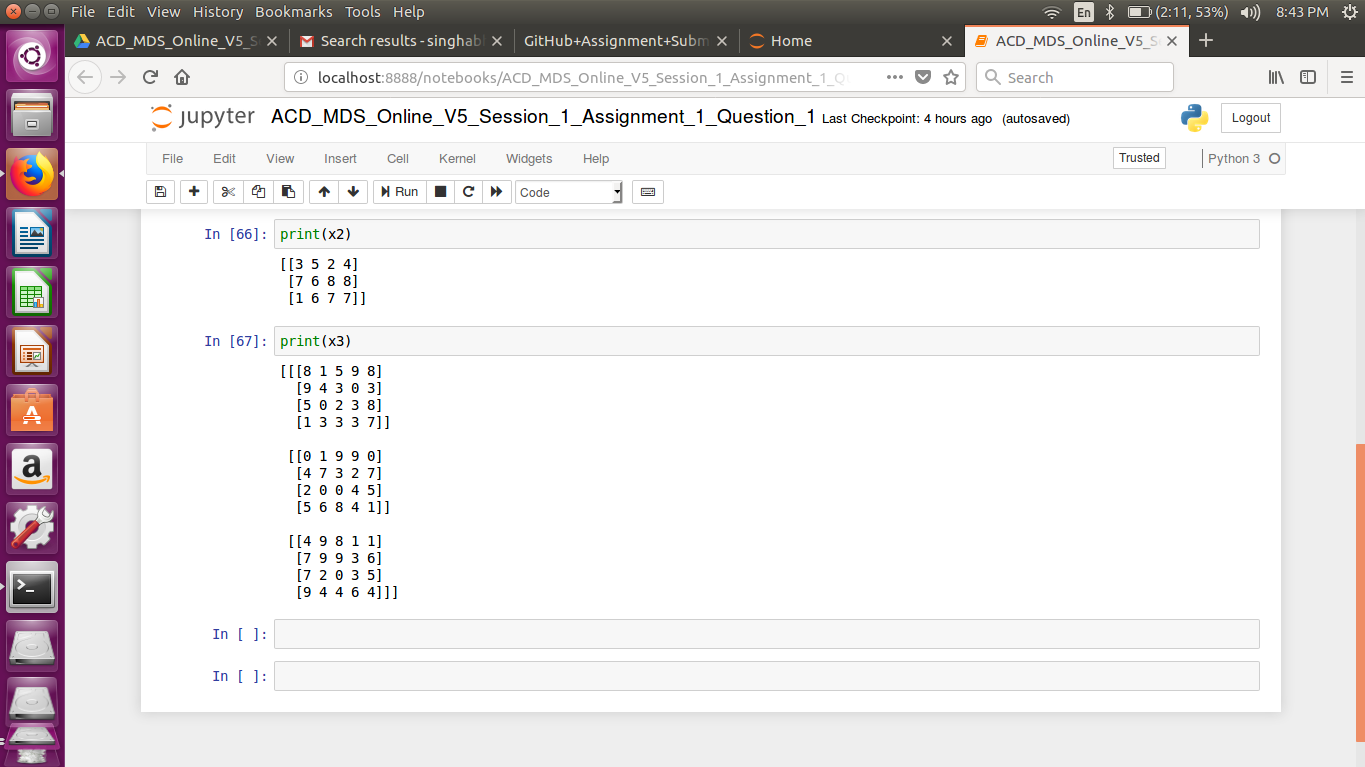 File Edit View History Bookmarks Tools Help
En (2:11, 53%) 8:43 PM
ACD_MDS_Online_V5_S
Search results - singhab
GitHub+Assignment+Subm
Home
ACD_MDS_Online_V5_S
localhost:8888/notebooks/ACD_MDS_Online_V5_Session_1_Assignment_1_Q
Search
jupyter ACD_MDS_Online_V5_Session_1_Assignment_1_Question_1 Last Checkpoint: 4 hours ago (autosaved)
Logout
File Edit View Insert Cell Kernel Widgets Help
Trusted Python 3
Run Code
In [66]: print(x2)
[[3 5 2 4]
[7 6 8 8]
[1 6 7 7]]
In [67]: print(x3)
[[[8 1 5 9 8]
[9 4 3 0 3]
[5 0 2 3 8]
[1 3 3 3 7]]
[[0 1 9 9 0]
[4 7 3 2 7]
[2 0 0 4 5]
[5 6 8 4 1]]
[[4 9 8 1 1]
[7 9 9 3 6]
[7 2 0 3 5]
[9 4 4 6 4]]]
In [ ]:
In [ ]: